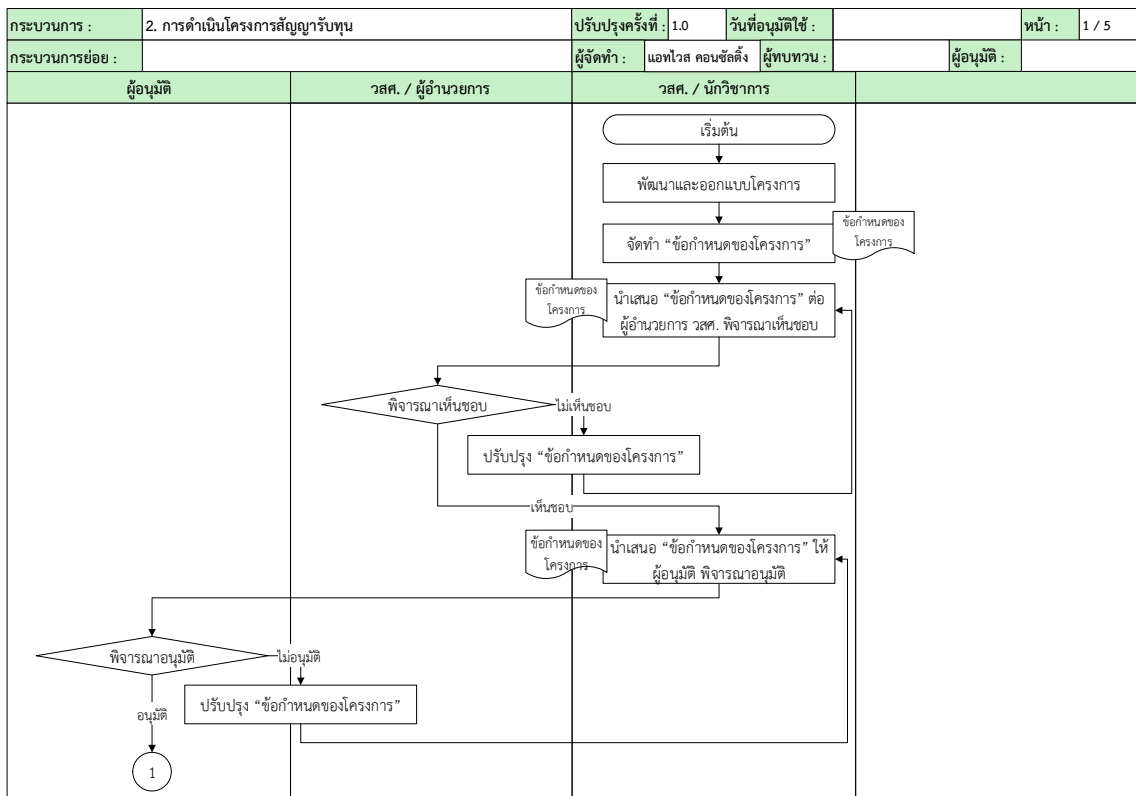 กระบวนการ : 2. การดำเนินโครงการสัญญารับทุน ปรับปรุงครั้งที่ : 1.0 วันที่อนุมัติใช้ : หน้า : 1 / 5
กระบวนการย่อย : ผู้จัดทำ : แอทไวส คอนซัลติ้ง ผู้ทบทวน : ผู้อนุมัติ :
ผู้อนุมัติ วสศ. / ผู้อำนวยการ วสศ. / นักวิชาการ
เริ่มต้น
พัฒนาและออกแบบโครงการ
จัดทำ “ข้อกำหนดของโครงการ”
ข้อกำหนดของ
โครงการ
ข้อกำหนดของ
โครงการ
นำเสนอ “ข้อกำหนดของโครงการ” ต่อ
ผู้อำนวยการ วสศ. พิจารณาเห็นชอบ
พิจารณาเห็นชอบ
ไม่เห็นชอบ
ปรับปรุง “ข้อกำหนดของโครงการ”
เห็นชอบ
ข้อกำหนดของ
โครงการ
นำเสนอ “ข้อกำหนดของโครงการ” ให้
ผู้อนุมัติ พิจารณาอนุมัติ
พิจารณาอนุมัติ
ไม่อนุมัติ
ปรับปรุง “ข้อกำหนดของโครงการ”
อนุมัติ
1